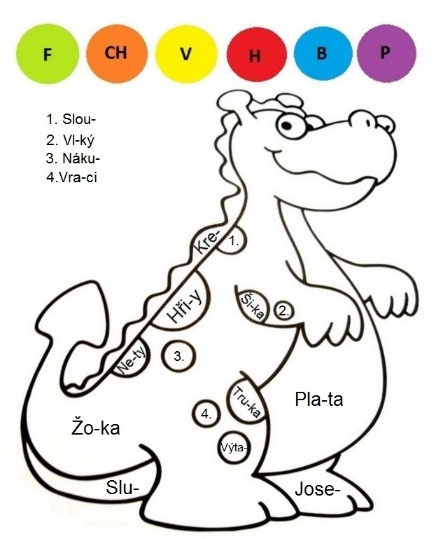 F CH V H B P
1. Slou-
2. Vl-ký
3. Náku-
4.Vra-ci
Kre-
1.
Hři-y
Ši-ka
2.
Ne-ty
3.
Tru-ka
Pla-ta
4.
Žo-ka
Výta-
Slu-
Jose-